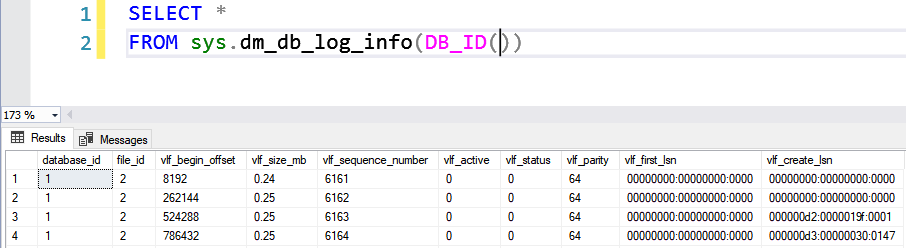 1 SELECT *
2 FROM sys.dm_db_log_info(DB_ID())
173 %
Results Messages
database_id file_id vlf_begin_offset vlf_size_mb vlf_sequence_number vlf_active vlf_status vlf_parity vlf_first_lsn vlf_create_lsn
1 1 2 8192 0.24 6161 0 0 64 00000000:00000000:0000 00000000:00000000:0000
2 1 2 262144 0.25 6162 0 0 64 00000000:00000000:0000 00000000:00000000:0000
3 1 2 524288 0.25 6163 0 0 64 00000000:00000000:0000 000000d2:0000019f:0001
4 1 2 786432 0.25 6164 0 0 64 00000000:00000000:0000 000000d3:00000030:0147